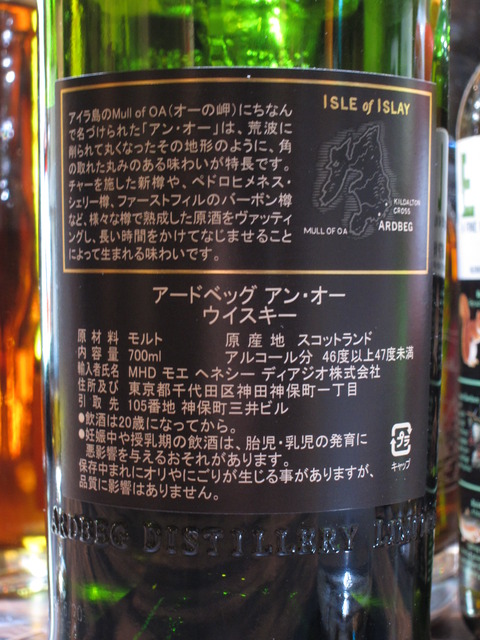 アイラ島のMull of OA(オーの岬)にちなん
で名づけられた「アン・オー」は、荒波に
削られて丸くなったその地形のように、角
の取れた丸みのある味わいが特長です。
チャーを施した新樽や、ペドロヒメネス・
シェリー樽、ファーストフィルのバーボン樽
など、様々な樽で熟成した原酒をヴァッティ
ングし、長い時間をかけてなじませること
によって生まれる味わいです。
ISLE of ISLAY
KILDALTON
CROSS
ARDBEG
MULL OF OA
アードベッグ アン・オー
ウイスキー
原材料 モルト 原産地 スコットランド
内容量 700ml アルコール分 46度以上47度未満
輸入者氏名 MHD モエ ヘネシー ディアジオ株式会社
住所及び 東京都千代田区神田神保町一丁目
引取先 105番地 神保町三井ビル
●飲酒は20歳になってから。
●妊娠中や授乳期の飲酒は、胎児・乳児の発育に
悪影響を与えるおそれがあります。
保存中まれにオリやにごりが生じる事がありますが、
品質に影響はありません。
プラ
キャップ
ARDBEG DISTILLERY LIMITED